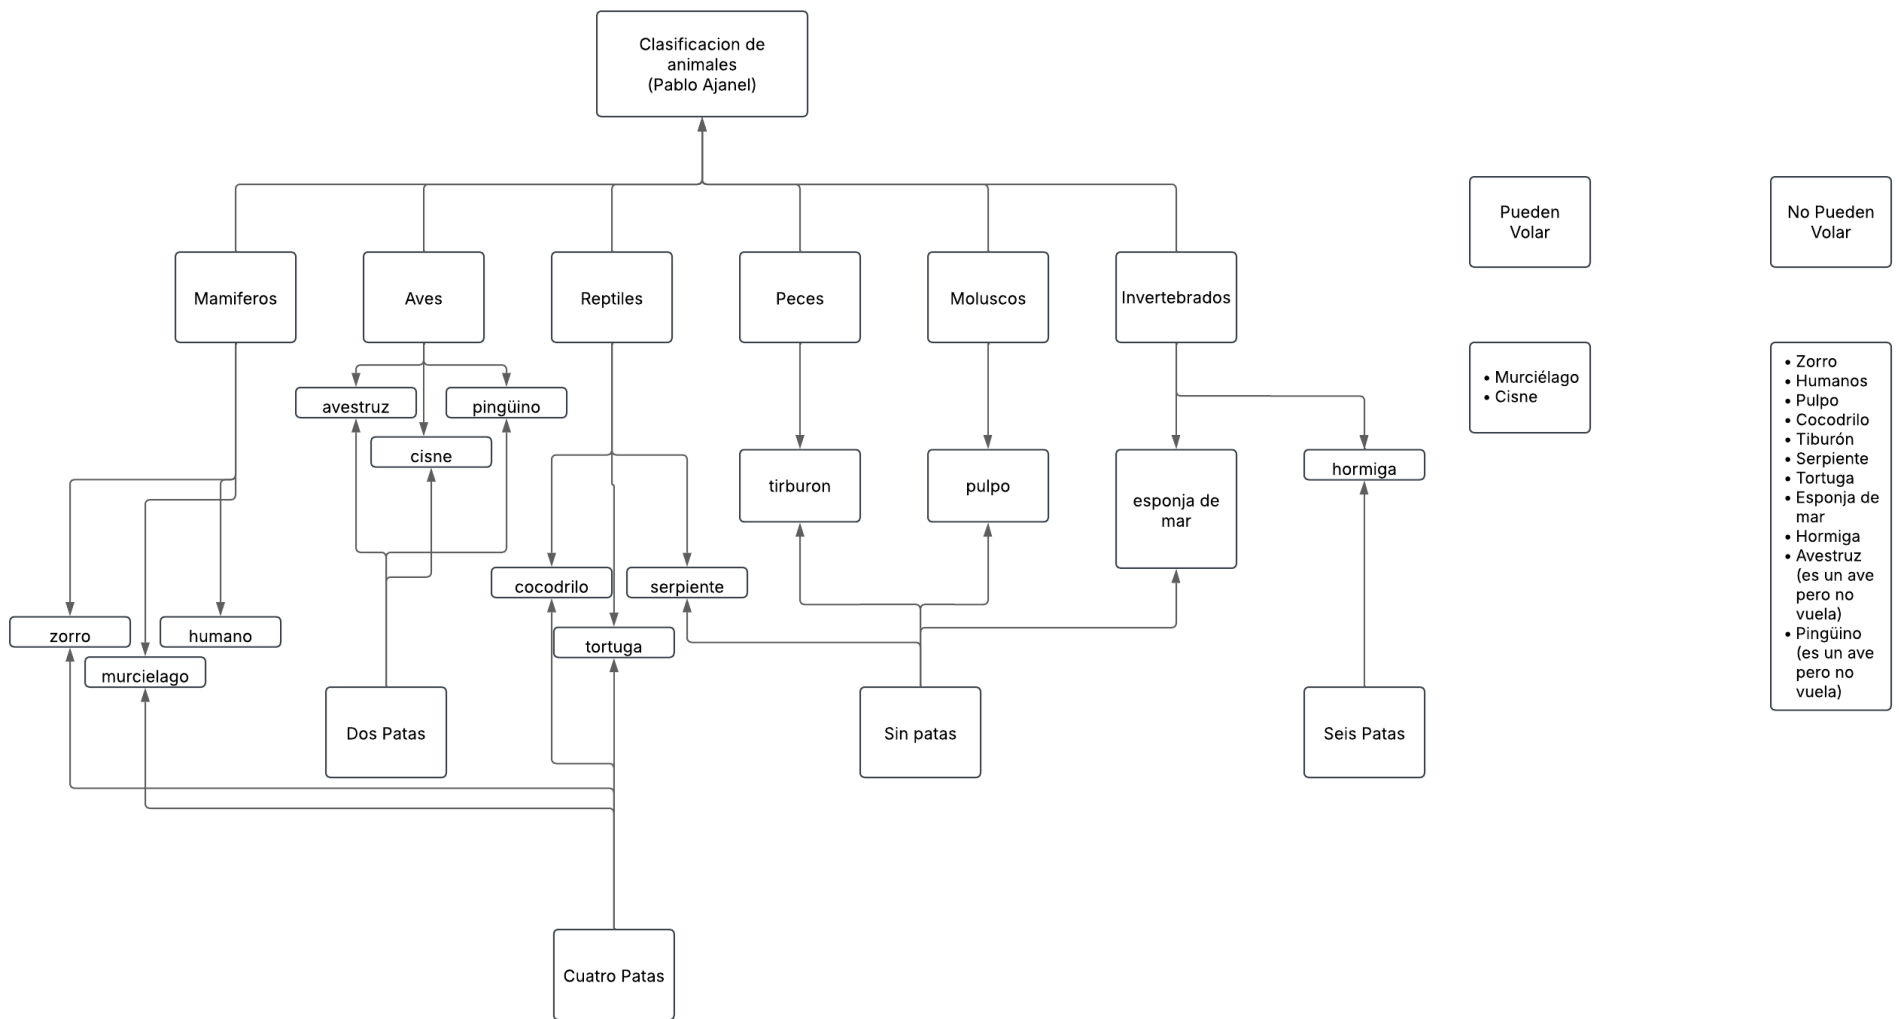 Clasificacion de
animales
(Pablo Ajanel)
Pueden
Volar
No Pueden
Volar
Mamiferos
Aves
Reptiles
Peces
Moluscos
Invertebrados
• Murciélago
• Cisne
• Zorro
• Humanos
• Pulpo
• Cocodrilo
• Tiburón
• Serpiente
• Tortuga
• Esponja de
mar
• Hormiga
• Avestruz
(es un ave
pero no
vuela)
• Pingüino
(es un ave
pero no
vuela)
avestruz
pingüino
cisne
tirburon
pulpo
esponja de
mar
hormiga
cocodrilo
serpiente
zorro
humano
tortuga
murcielago
Dos Patas
Sin patas
Seis Patas
Cuatro Patas